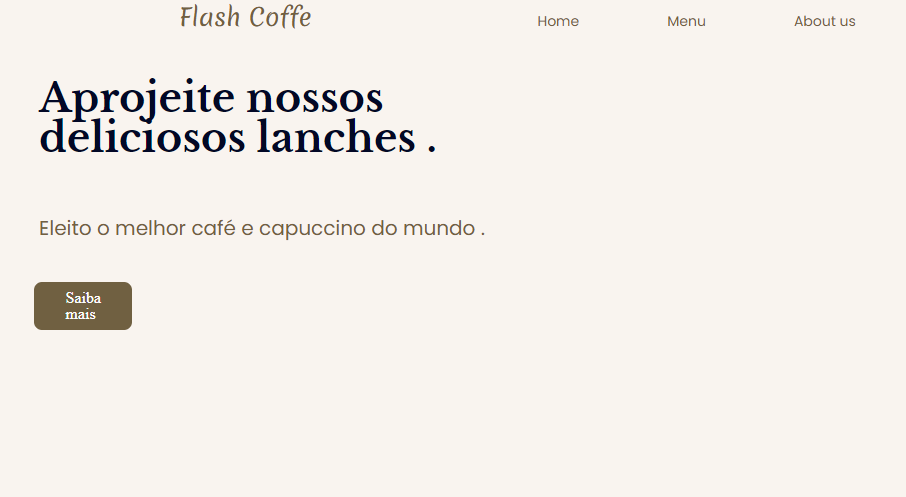 Flash Coffe
Home Menu About us
Aprojeite nossos
deliciosos lanches .
Eleito o melhor café e capuccino do mundo .
Saiba
mais